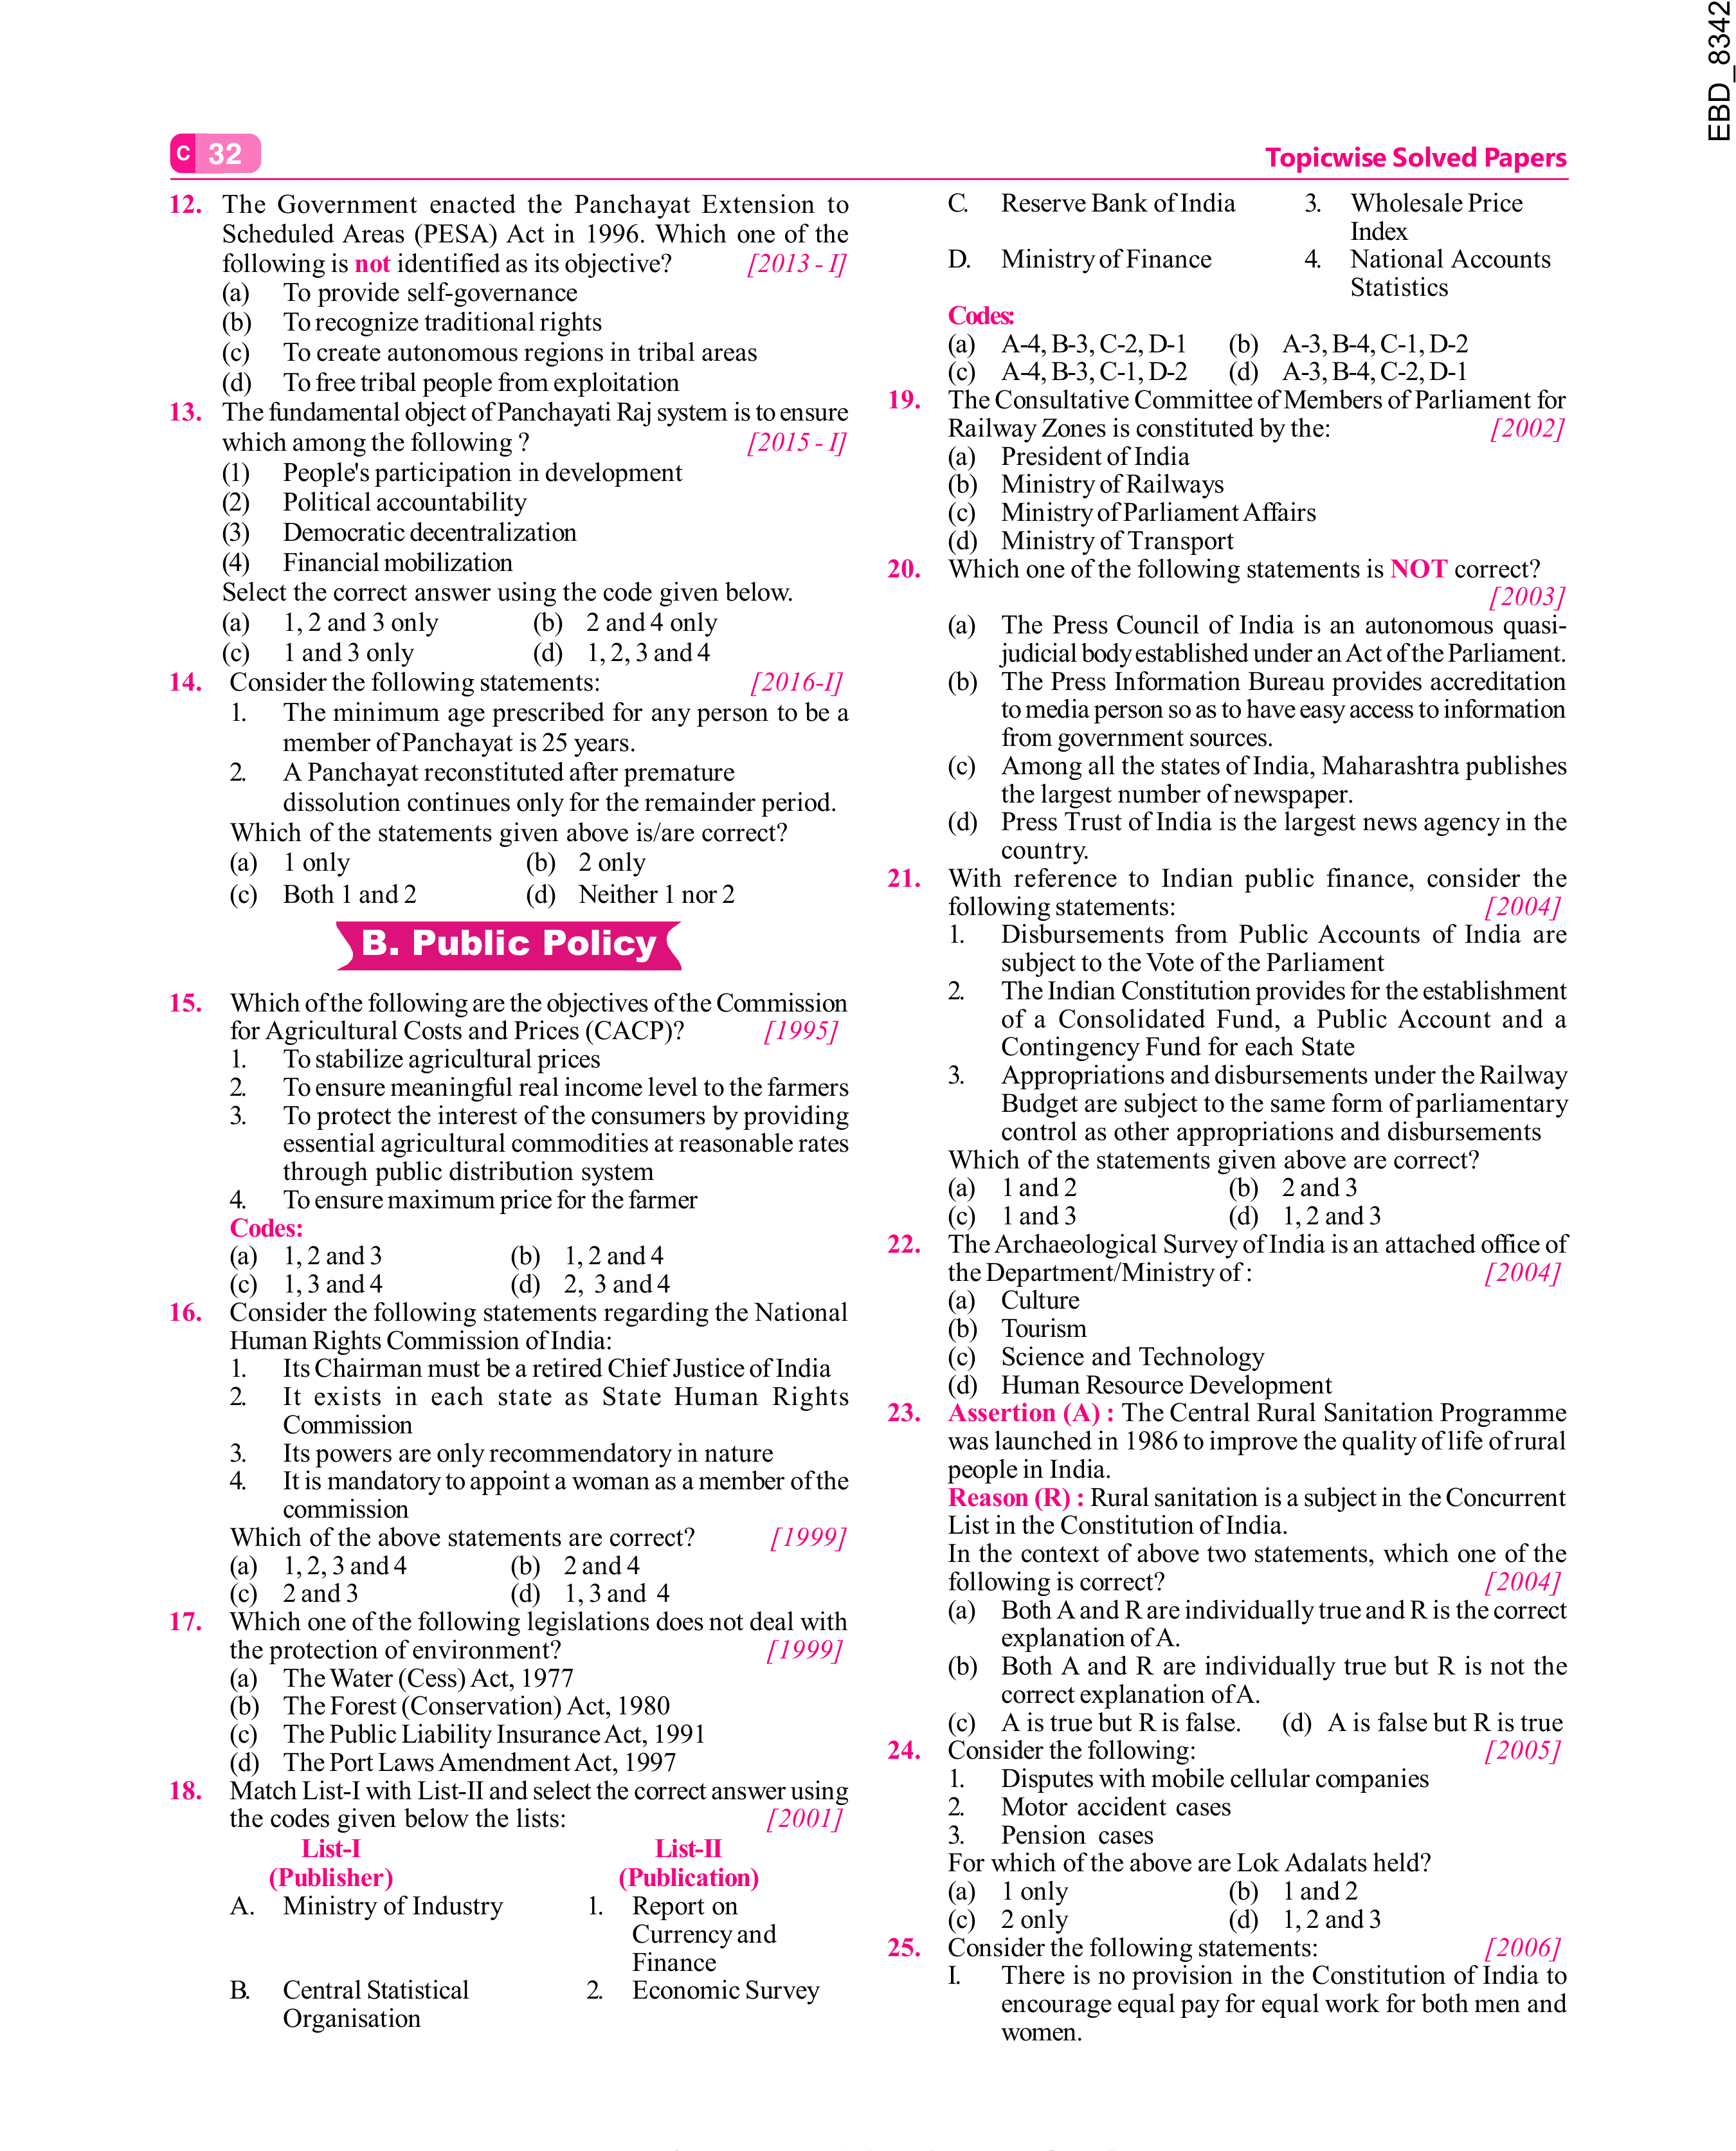 EBD_8342
C 32
Topicwise Solved Papers
12. The Government enacted the Panchayat Extension to
Scheduled Areas (PESA) Act in 1996. Which one of the
following is not identified as its objective? [2013 - I]
(a) To provide self-governance
(b) To recognize traditional rights
(c) To create autonomous regions in tribal areas
(d) To free tribal people from exploitation
13. The fundamental object of Panchayati Raj system is to ensure
which among the following ? [2015 - I]
(1) People's participation in development
(2) Political accountability
(3) Democratic decentralization
(4) Financial mobilization
Select the correct answer using the code given below.
(a) 1, 2 and 3 only (b) 2 and 4 only
(c) 1 and 3 only (d) 1, 2, 3 and 4
14. Consider the following statements: [2016-I]
1. The minimum age prescribed for any person to be a
member of Panchayat is 25 years.
2. A Panchayat reconstituted after premature
dissolution continues only for the remainder period.
Which of the statements given above is/are correct?
(a) 1 only (b) 2 only
(c) Both 1 and 2 (d) Neither 1 nor 2
B. Public Policy
15. Which of the following are the objectives of the Commission
for Agricultural Costs and Prices (CACP)? [1995]
1. To stabilize agricultural prices
2. To ensure meaningful real income level to the farmers
3. To protect the interest of the consumers by providing
essential agricultural commodities at reasonable rates
through public distribution system
4. To ensure maximum price for the farmer
Codes:
(a) 1, 2 and 3 (b) 1, 2 and 4
(c) 1, 3 and 4 (d) 2, 3 and 4
16. Consider the following statements regarding the National
Human Rights Commission of India:
1. Its Chairman must be a retired Chief Justice of India
2. It exists in each state as State Human Rights
Commission
3. Its powers are only recommendatory in nature
4. It is mandatory to appoint a woman as a member of the
commission
Which of the above statements are correct? [1999]
(a) 1, 2, 3 and 4 (b) 2 and 4
(c) 2 and 3 (d) 1, 3 and 4
17. Which one of the following legislations does not deal with
the protection of environment? [1999]
(a) The Water (Cess) Act, 1977
(b) The Forest (Conservation) Act, 1980
(c) The Public Liability Insurance Act, 1991
(d) The Port Laws Amendment Act, 1997
18. Match List-I with List-II and select the correct answer using
the codes given below the lists: [2001]
List-I List-II
(Publisher) (Publication)
A. Ministry of Industry 1. Report on
Currency and
Finance
B. Central Statistical 2. Economic Survey
Organisation
C. Reserve Bank of India 3. Wholesale Price
Index
D. Ministry of Finance 4. National Accounts
Statistics
Codes:
(a) A-4, B-3, C-2, D-1 (b) A-3, B-4, C-1, D-2
(c) A-4, B-3, C-1, D-2 (d) A-3, B-4, C-2, D-1
19. The Consultative Committee of Members of Parliament for
Railway Zones is constituted by the: [2002]
(a) President of India
(b) Ministry of Railways
(c) Ministry of Parliament Affairs
(d) Ministry of Transport
20. Which one of the following statements is NOT correct?
[2003]
(a) The Press Council of India is an autonomous quasi-
judicial body established under an Act of the Parliament.
(b) The Press Information Bureau provides accreditation
to media person so as to have easy access to information
from government sources.
(c) Among all the states of India, Maharashtra publishes
the largest number of newspaper.
(d) Press Trust of India is the largest news agency in the
country.
21. With reference to Indian public finance, consider the
following statements: [2004]
1. Disbursements from Public Accounts of India are
subject to the Vote of the Parliament
2. The Indian Constitution provides for the establishment
of a Consolidated Fund, a Public Account and a
Contingency Fund for each State
3. Appropriations and disbursements under the Railway
Budget are subject to the same form of parliamentary
control as other appropriations and disbursements
Which of the statements given above are correct?
(a) 1 and 2 (b) 2 and 3
(c) 1 and 3 (d) 1, 2 and 3
22. The Archaeological Survey of India is an attached office of
the Department/Ministry of : [2004]
(a) Culture
(b) Tourism
(c) Science and Technology
(d) Human Resource Development
23. Assertion (A) : The Central Rural Sanitation Programme
was launched in 1986 to improve the quality of life of rural
people in India.
Reason (R) : Rural sanitation is a subject in the Concurrent
List in the Constitution of India.
In the context of above two statements, which one of the
following is correct? [2004]
(a) Both A and R are individually true and R is the correct
explanation of A.
(b) Both A and R are individually true but R is not the
correct explanation of A.
(c) A is true but R is false. (d) A is false but R is true
24. Consider the following: [2005]
1. Disputes with mobile cellular companies
2. Motor accident cases
3. Pension cases
For which of the above are Lok Adalats held?
(a) 1 only (b) 1 and 2
(c) 2 only (d) 1, 2 and 3
25. Consider the following statements: [2006]
I. There is no provision in the Constitution of India to
encourage equal pay for equal work for both men and
women.